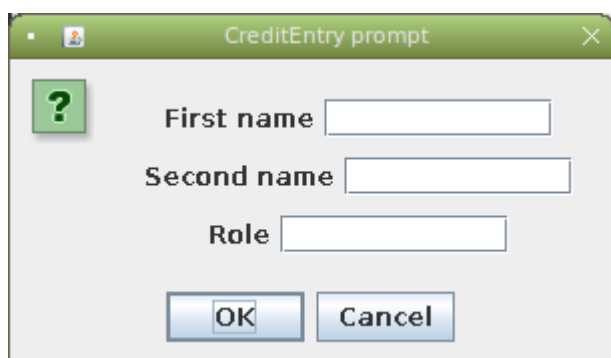 CreditEntry prompt
?
First name
Second name
Role
OK Cancel